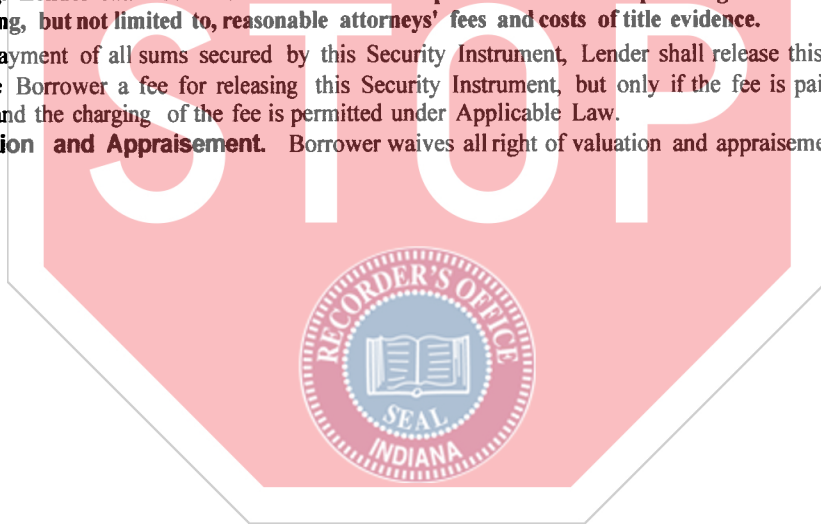 ng, but not limited to, reasonable attorneys' fees and costs of title evidence.
ayment of all sums secured by this Security Instrument, Lender shall release this
Borrower a fee for releasing this Security Instrument, but only if the fee is pai
nd the charging of the fee is permitted under Applicable Law.
ion and Appraisement. Borrower waives all right of valuation and appraiseme
STOP
RECORDER'S OFFICE
SEAL
INDIANA